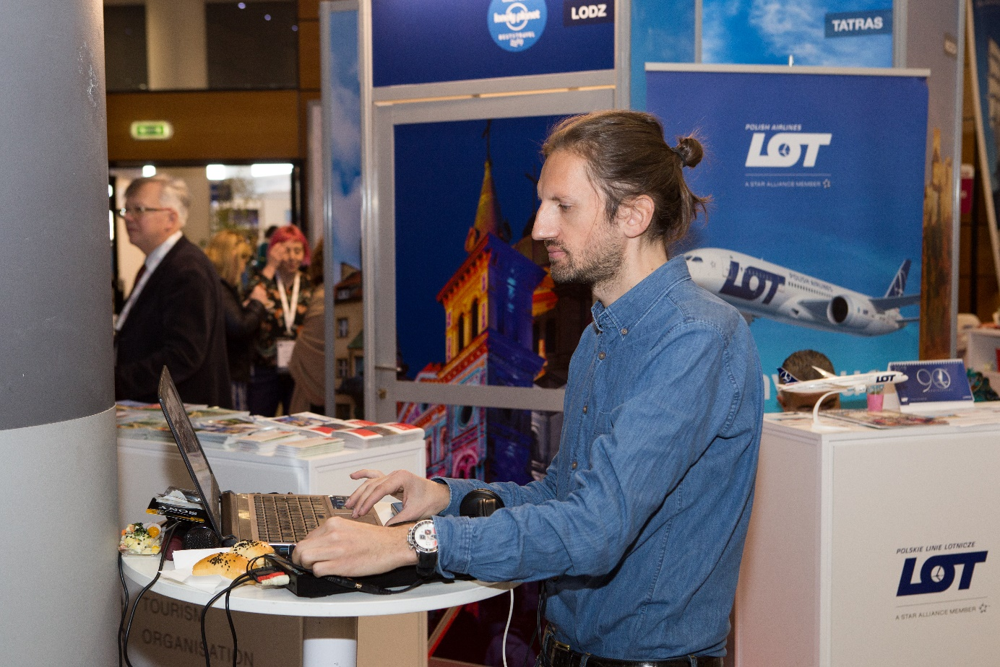 lonely planet
BEST IN TRAVEL
LODZ
TATRAS
POLISH AIRLINES
LOT
A STAR ALLIANCE MEMBER
LOT
POLISH AIRLINES
LOT
90
SONY
POLSKIE LINIE LOTNICZE
LOT
A STAR ALLIANCE MEMBER
TOURISM
ORGANISATION